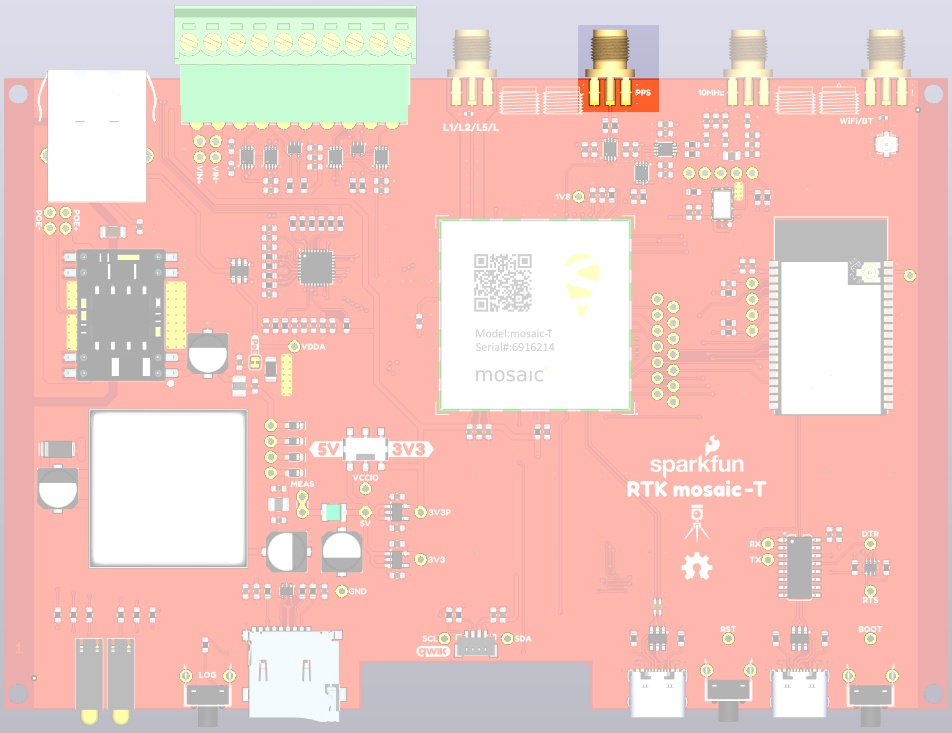 PPS
10MHz
L1/L2/L5/L
WiFi/BT
VIN+
VIN-
1V8
POE-
POE+
Model:mosaic-T
Serial#:6916214
mosaic
VDDA
PoE
5V
3V3
MEAS
VCCIO
5V
3V3P
3V3
GND
sparkfun
RTK mosaic-T
RX
TX
DTR
RTS
SCL
SDA
qwiic
RST
BOOT
LOG
1